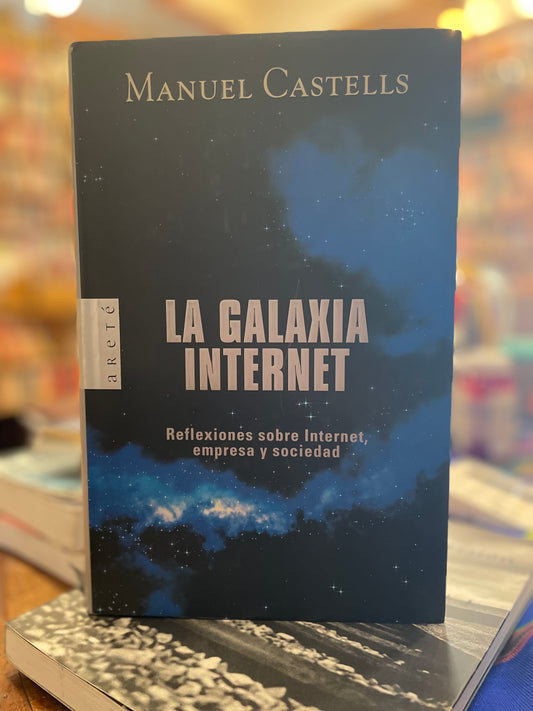 MANUEL CASTELLS
areté
LA GALAXIA
INTERNET
Reflexiones sobre Internet,
empresa y sociedad